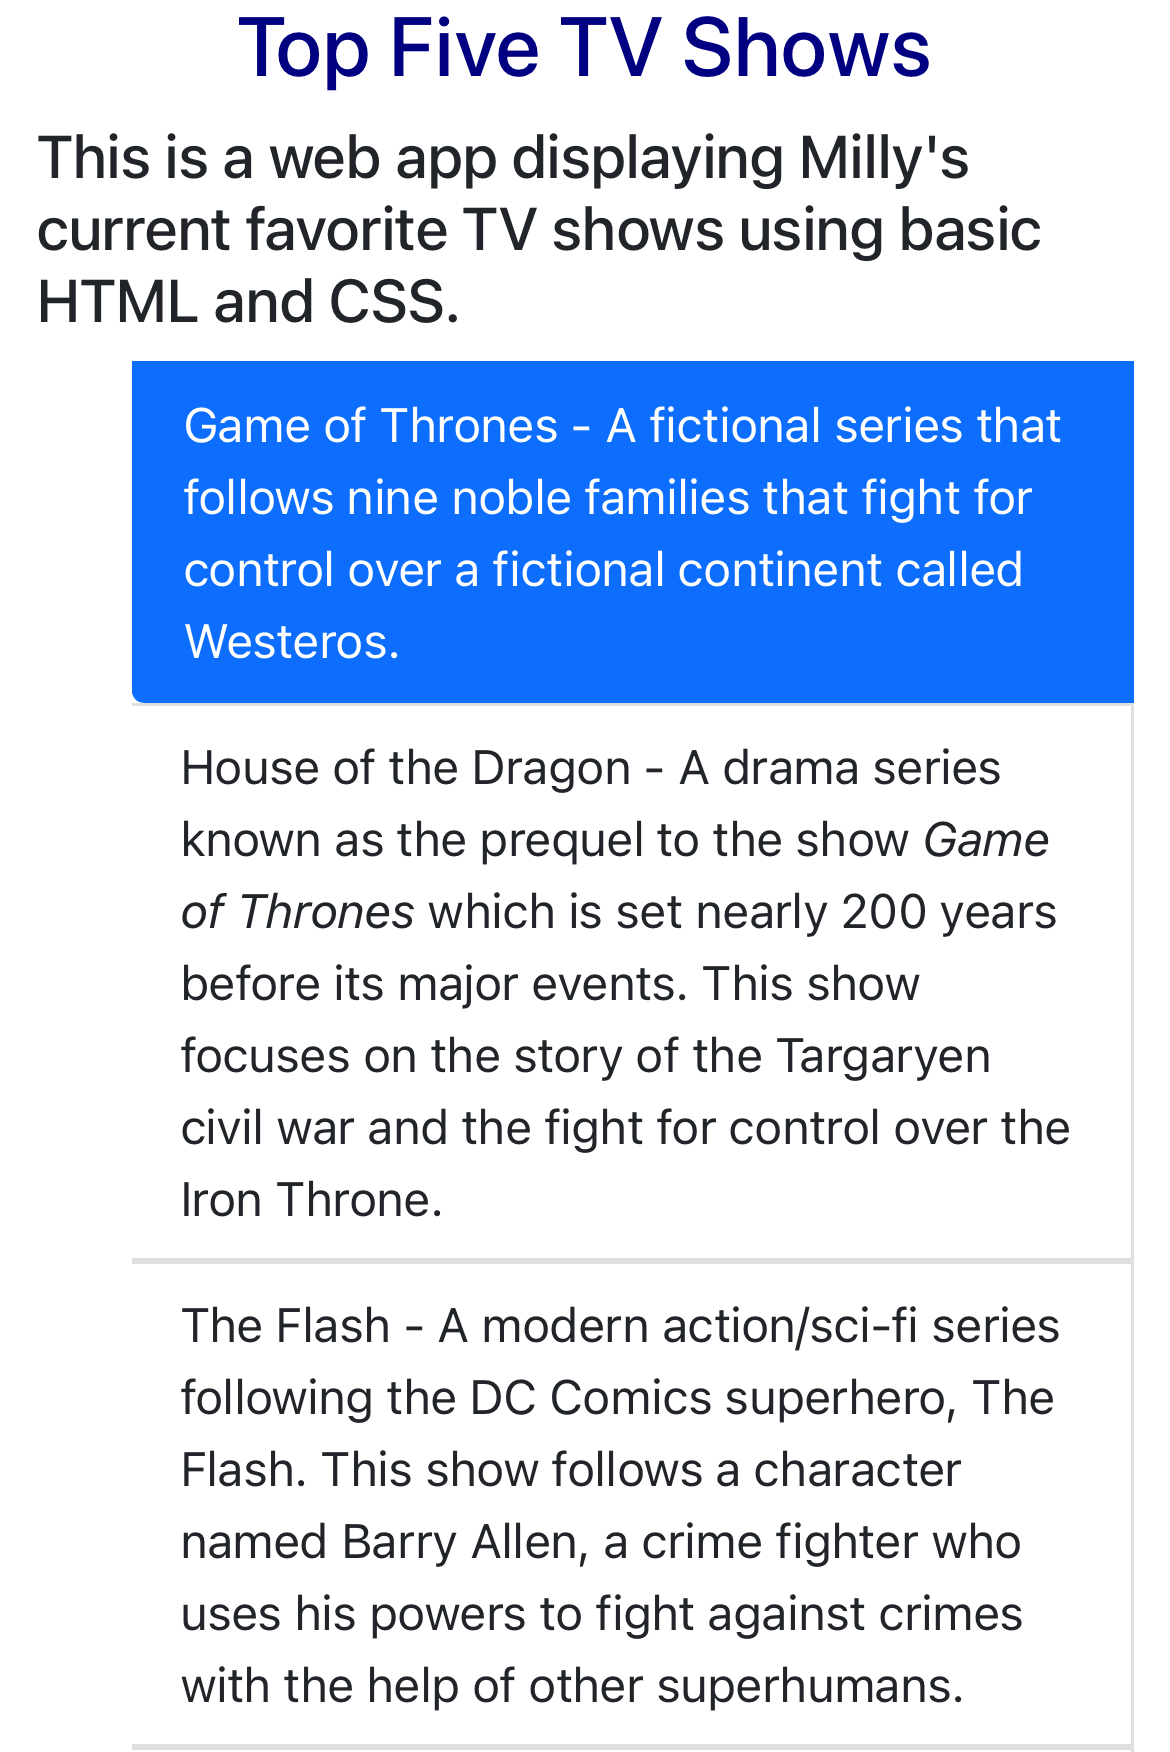 Top Five TV Shows
This is a web app displaying Milly's
current favorite TV shows using basic
HTML and CSS.
Game of Thrones - A fictional series that
follows nine noble families that fight for
control over a fictional continent called
Westeros.
House of the Dragon - A drama series
known as the prequel to the show Game
of Thrones which is set nearly 200 years
before its major events. This show
focuses on the story of the Targaryen
civil war and the fight for control over the
Iron Throne.
The Flash - A modern action/sci-fi series
following the DC Comics superhero, The
Flash. This show follows a character
named Barry Allen, a crime fighter who
uses his powers to fight against crimes
with the help of other superhumans.